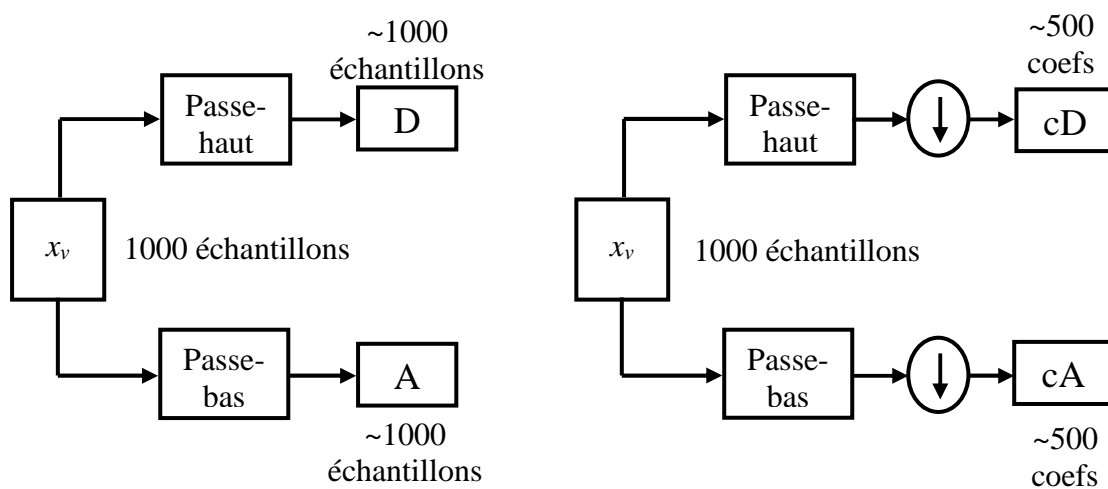 ~1000
échantillons
Passe-
haut
D
x_v
1000 échantillons
Passe-
bas
A
~1000
échantillons
~500
coefs
Passe-
haut
cD
x_v
1000 échantillons
Passe-
bas
cA
~500
coefs